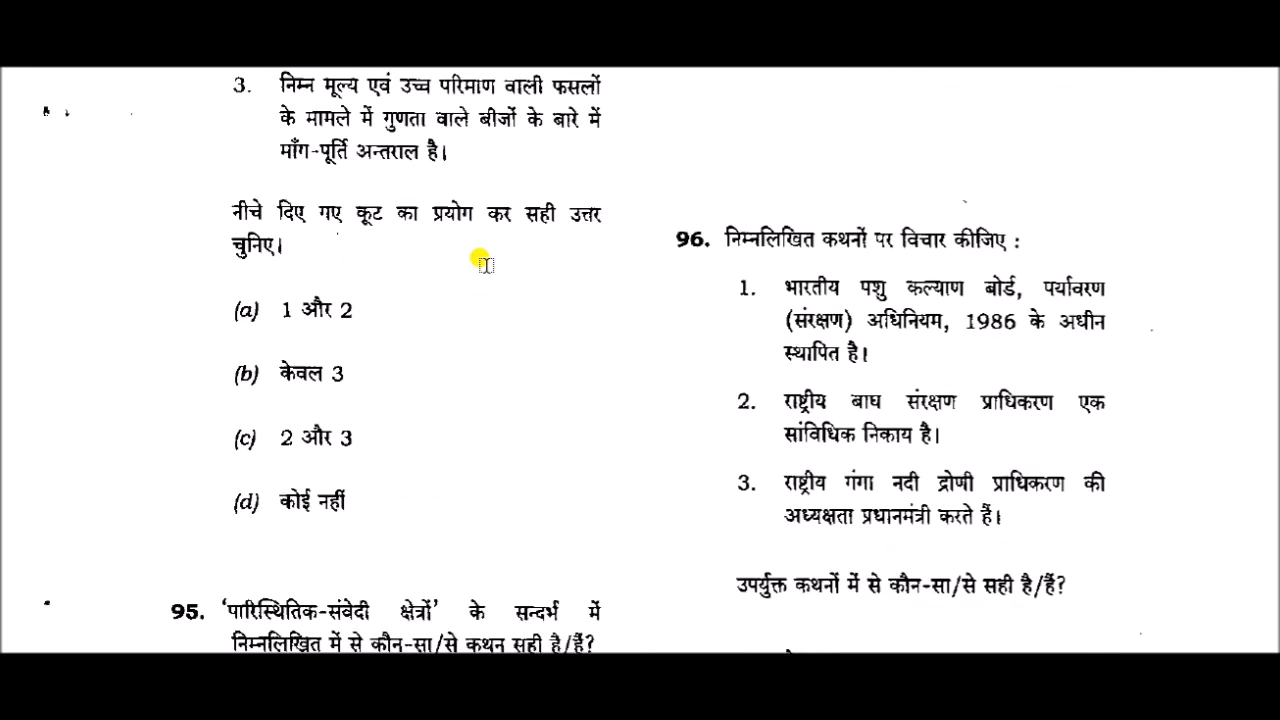 3. निम्न मूल्य एवं उच्च परिमाण वाली फसलों
के मामले में गुणता वाले बीजों के बारे में
माँग-पूर्ति अन्तराल है।
नीचे दिए गए कूट का प्रयोग कर सही उत्तर
चुनिए।
(a) 1 और 2
(b) केवल 3
(c) 2 और 3
(d) कोई नहीं
95. 'पारिस्थितिक-संवेदी क्षेत्रों' के सन्दर्भ में
निम्नलिखित में से कौन-सा/से कथन सही है/हैं?
96. निम्नलिखित कथनों पर विचार कीजिए :
1. भारतीय पशु कल्याण बोर्ड, पर्यावरण
(संरक्षण) अधिनियम, 1986 के अधीन
स्थापित है।
2. राष्ट्रीय बाघ संरक्षण प्राधिकरण एक
सांविधिक निकाय है।
3. राष्ट्रीय गंगा नदी द्रोणी प्राधिकरण की
अध्यक्षता प्रधानमंत्री करते हैं।
उपर्युक्त कथनों में से कौन-सा/से सही है/हैं?